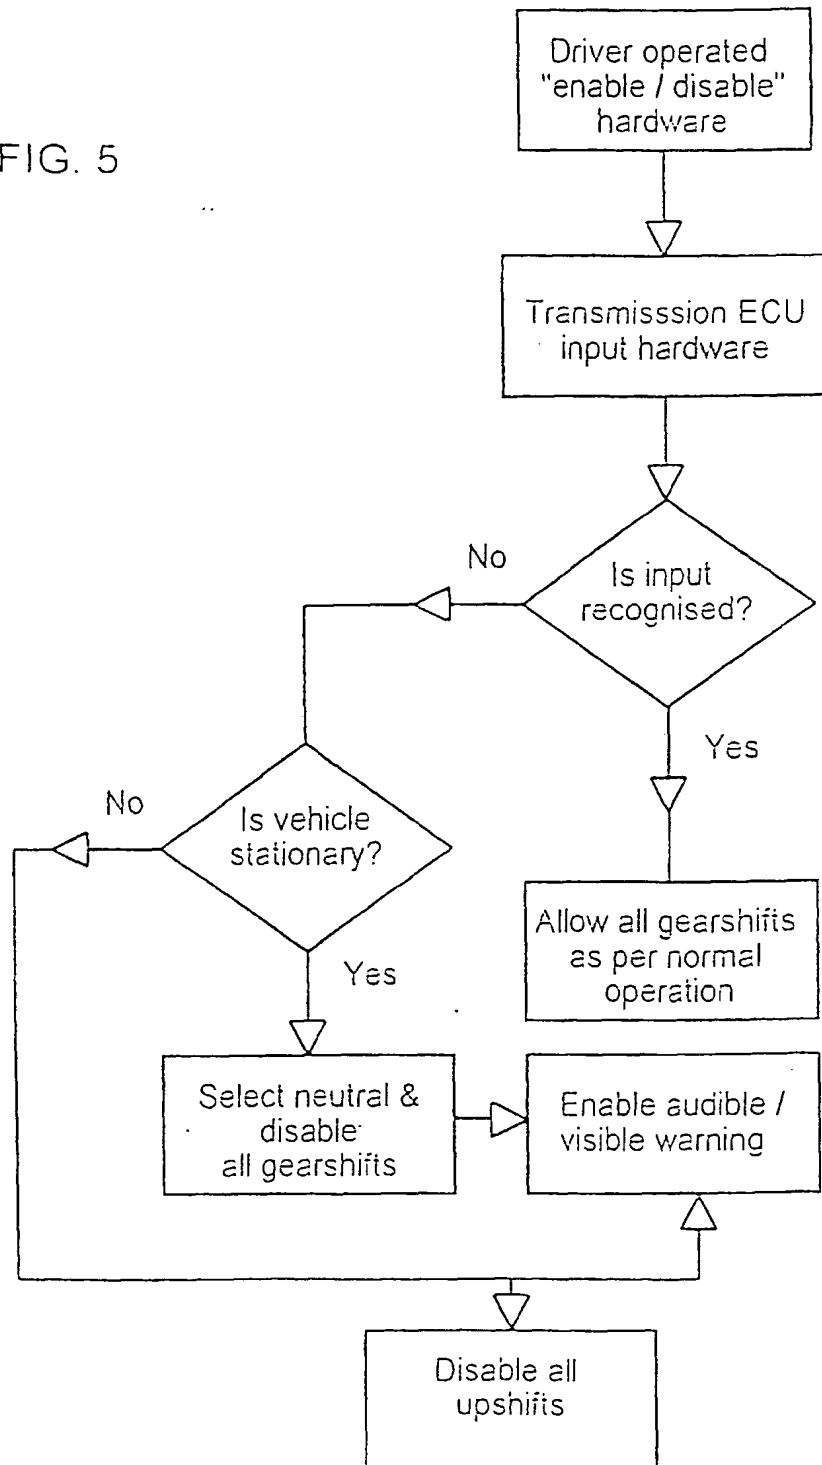 Driver operated
"enable / disable"
hardware
FIG. 5
Transmisssion ECU
input hardware
No
Is input
recognised?
Yes
No
Is vehicle
stationary?
Allow all gearshifts
as per normal
operation
Yes
Select neutral &
disable
all gearshifts
Enable audible /
visible warning
Disable all
upshifts